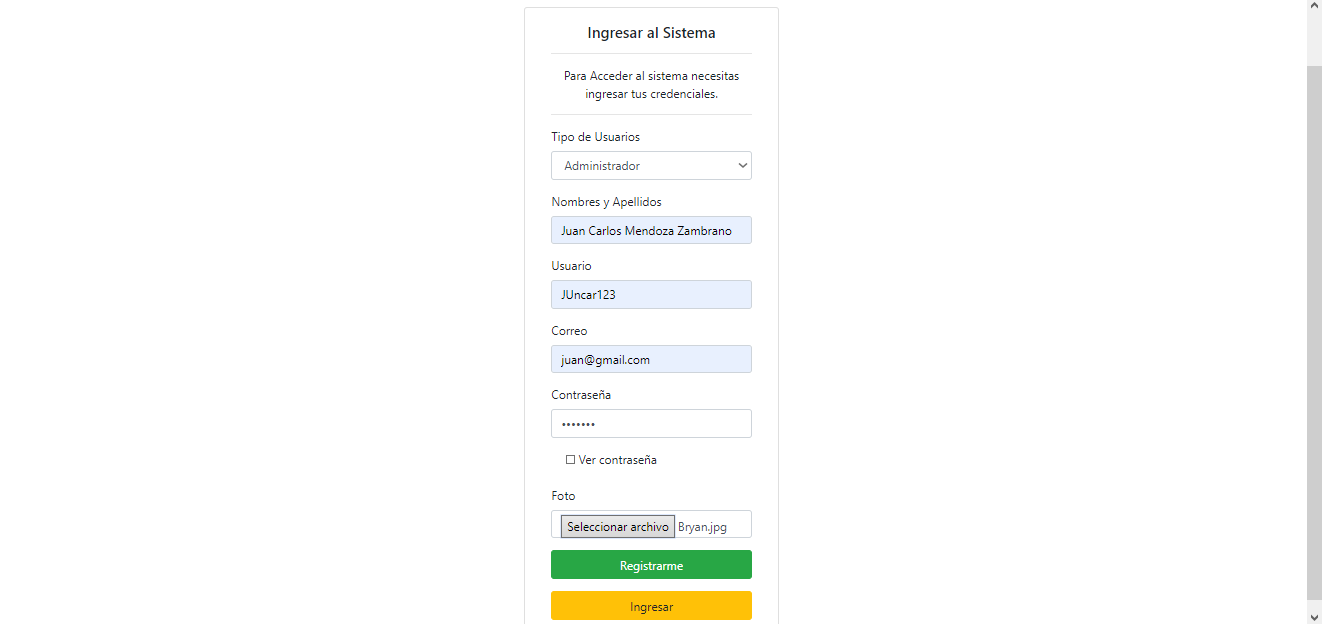 Ingresar al Sistema
Para Acceder al sistema necesitas
ingresar tus credenciales.
Tipo de Usuarios
Administrador
Nombres y Apellidos
Juan Carlos Mendoza Zambrano
Usuario
JUncar123
Correo
juan@gmail.com
Contraseña
•••••••
Ver contraseña
Foto
Seleccionar archivo Bryan.jpg
Registrarme
Ingresar